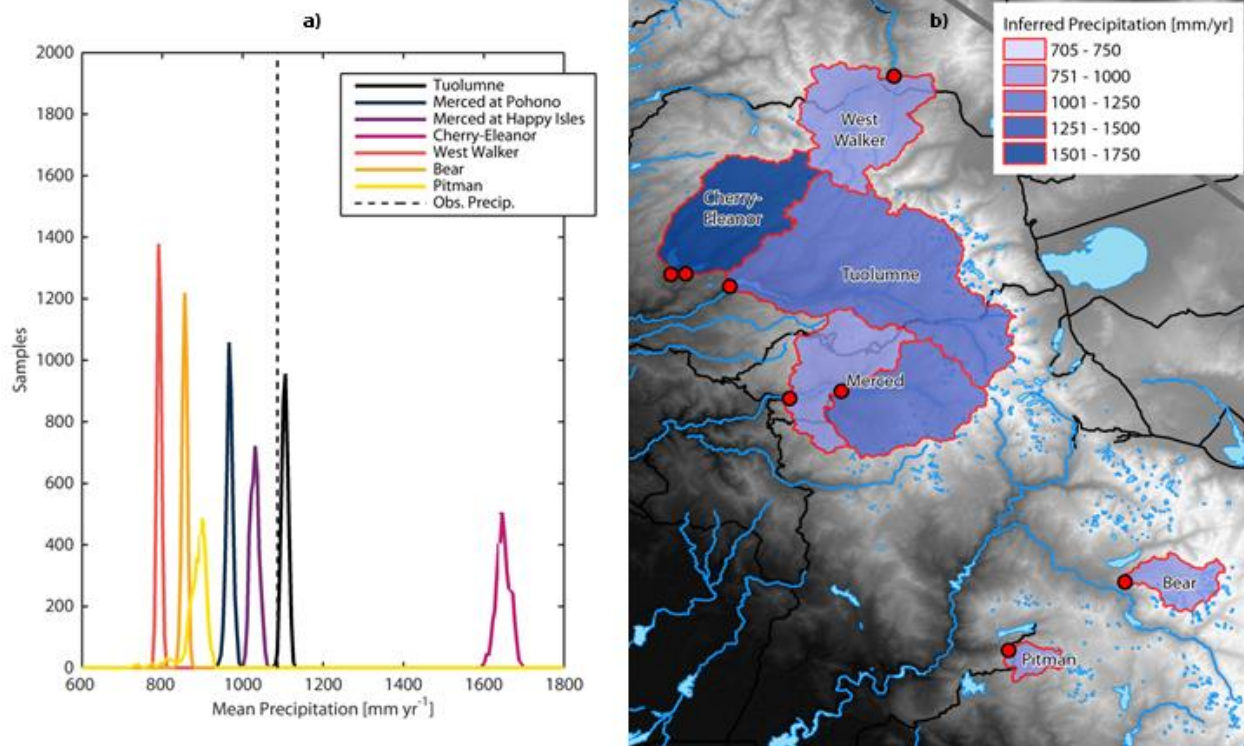 a)
2000
1800
1600
1400
1200
1000
800
600
400
200
0
Samples
600
800
1000
1200
1400
1600
1800
Mean Precipitation [mm yr-1]
Tuolumne
Merced at Pohono
Merced at Happy Isles
Cherry-Eleanor
West Walker
Bear
Pitman
Obs. Precip.
b)
Inferred Precipitation [mm/yr]
705 - 750
751 - 1000
1001 - 1250
1251 - 1500
1501 - 1750
West
Walker
Cherry-
Eleanor
Tuolumne
Merced
Bear
Pitman